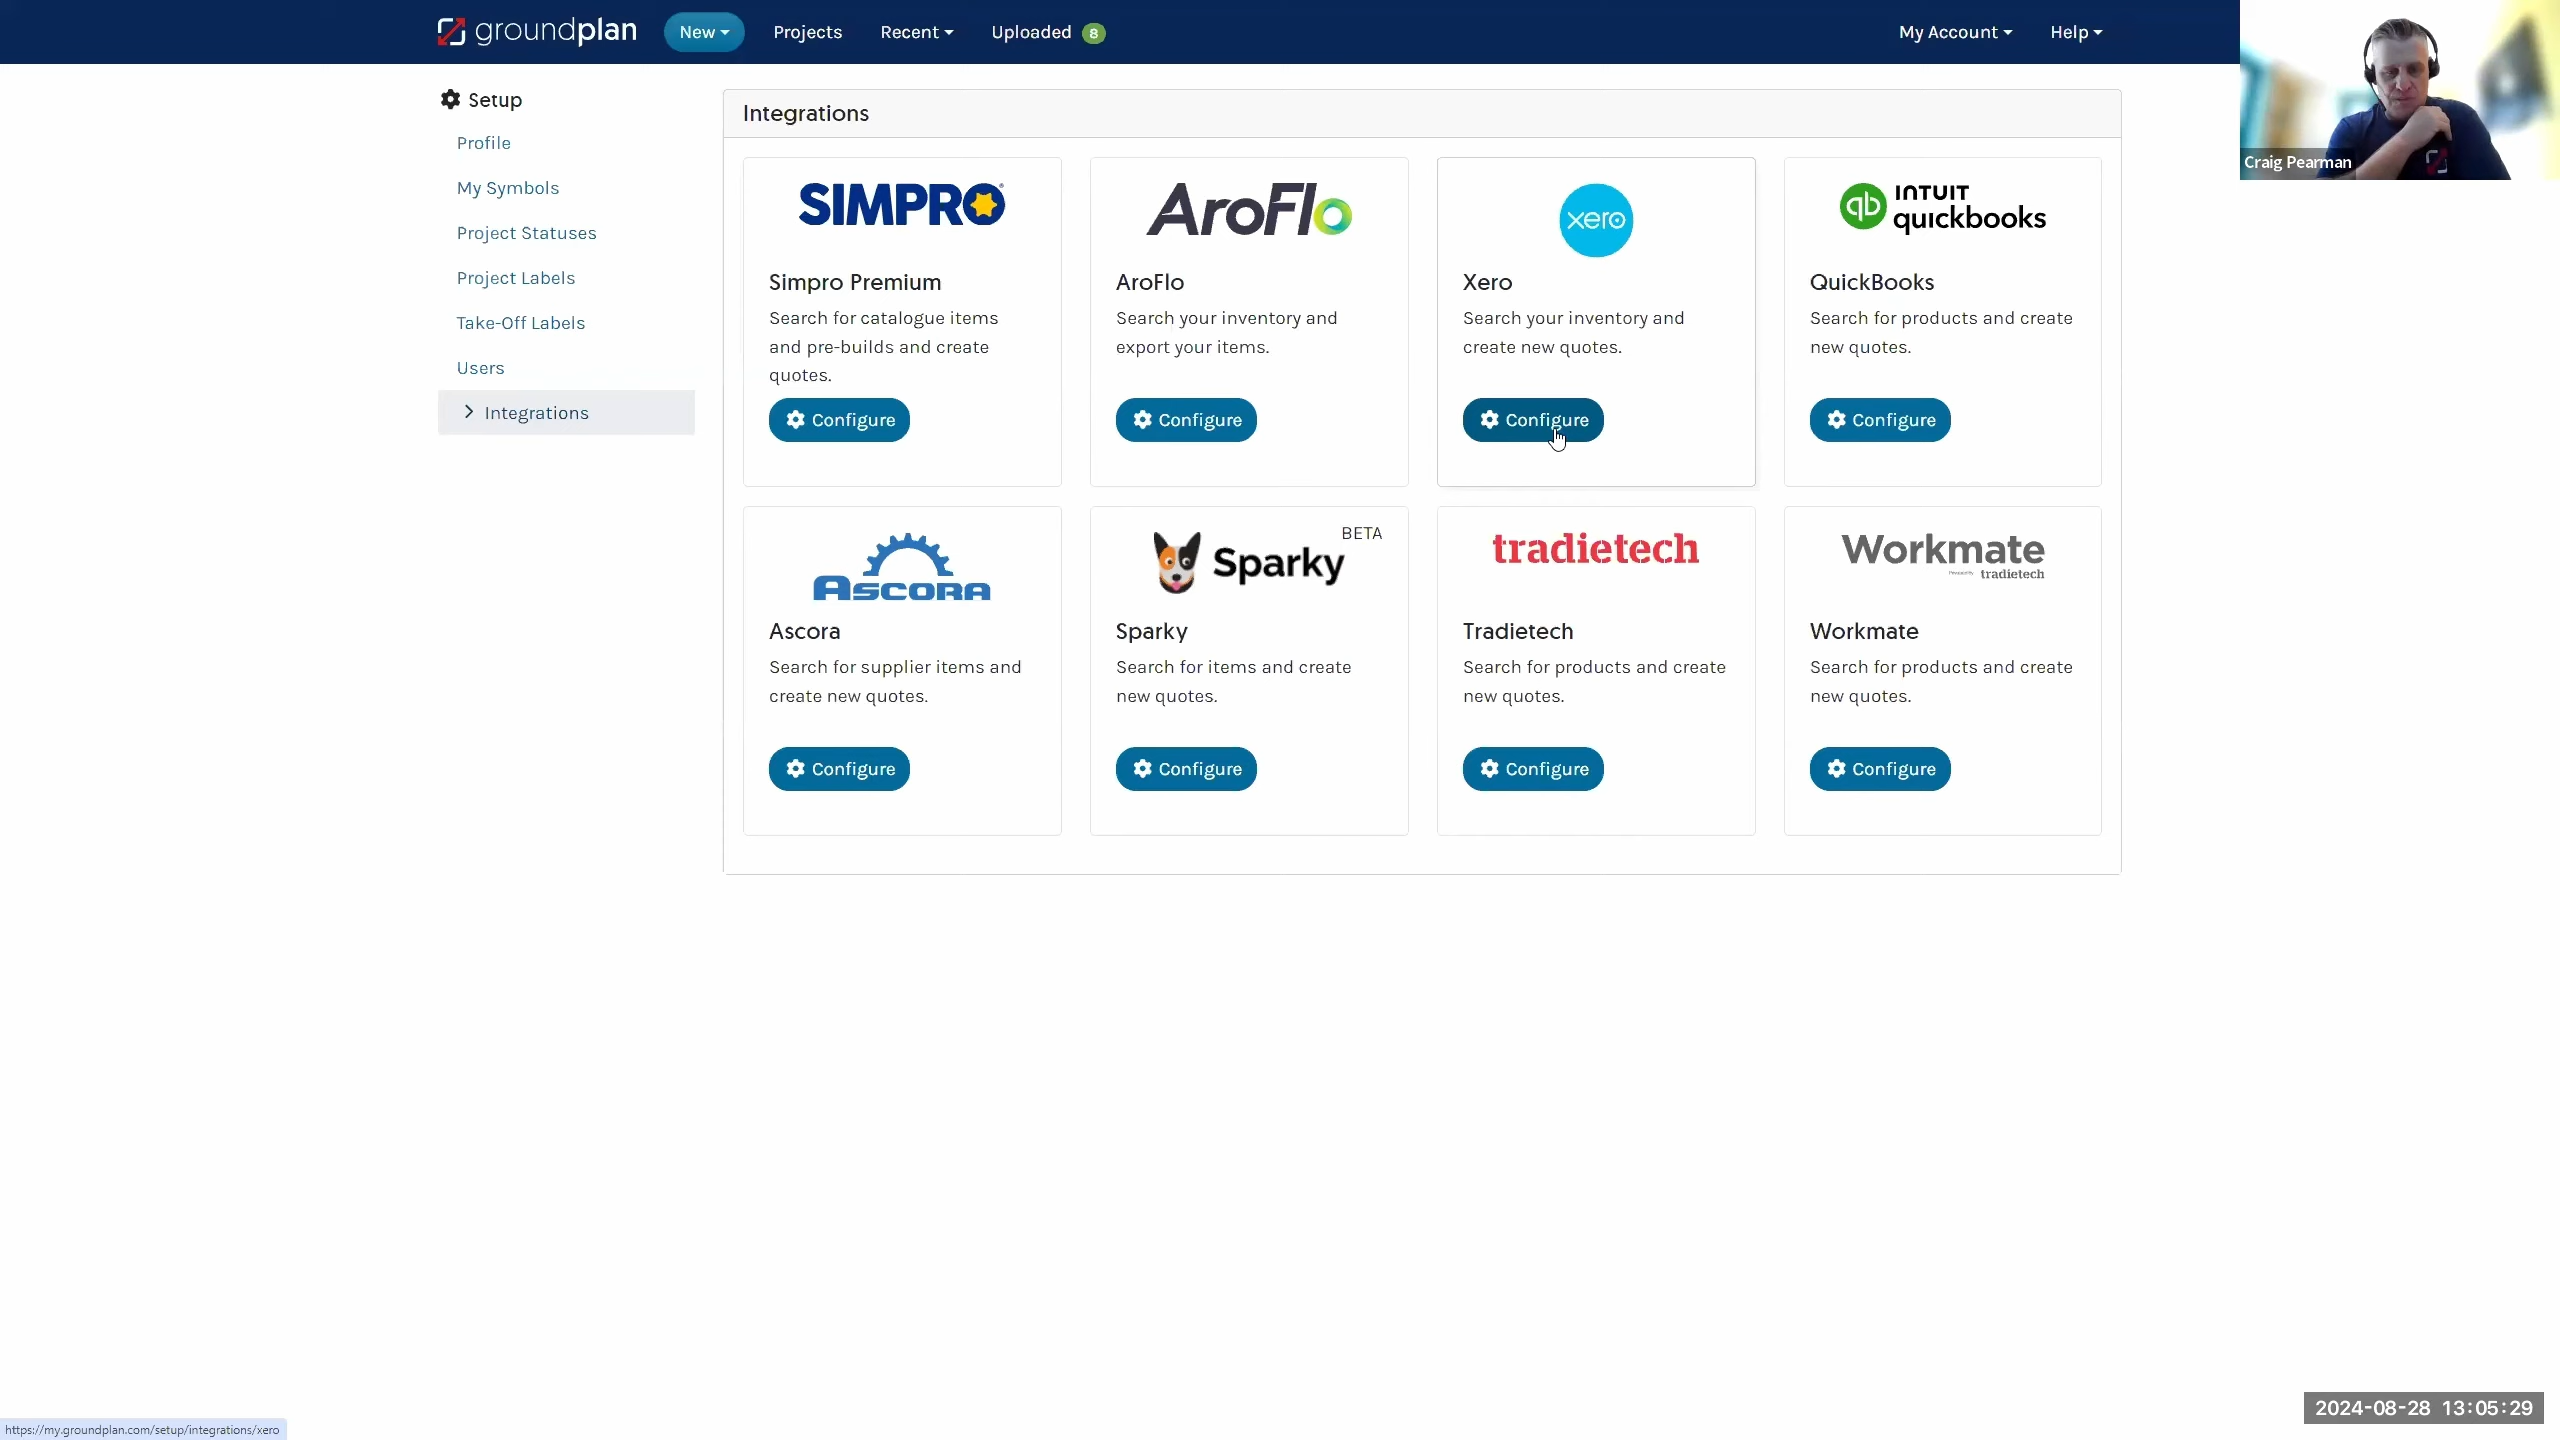 groundplan
New
Projects
Recent
Uploaded 8
My Account
Help
Craig Pearman
Setup
Profile
My Symbols
Project Statuses
Project Labels
Take-Off Labels
Users
Integrations
Integrations
SIMPRO
Simpro Premium
Search for catalogue items
and pre-builds and create
quotes.
Configure
AroFlo
AroFlo
Search your inventory and
export your items.
Configure
xero
Xero
Search your inventory and
create new quotes.
Configure
qb INTUIT
quickbooks
QuickBooks
Search for products and create
new quotes.
Configure
ASCORA
Ascora
Search for supplier items and
create new quotes.
Configure
BETA
Sparky
Sparky
Search for items and create
new quotes.
Configure
tradietech
Tradietech
Search for products and create
new quotes.
Configure
Workmate
tradietech
Workmate
Search for products and create
new quotes.
Configure
https://my.groundplan.com/setup/integrations/xero
2024-08-28 13:05:29